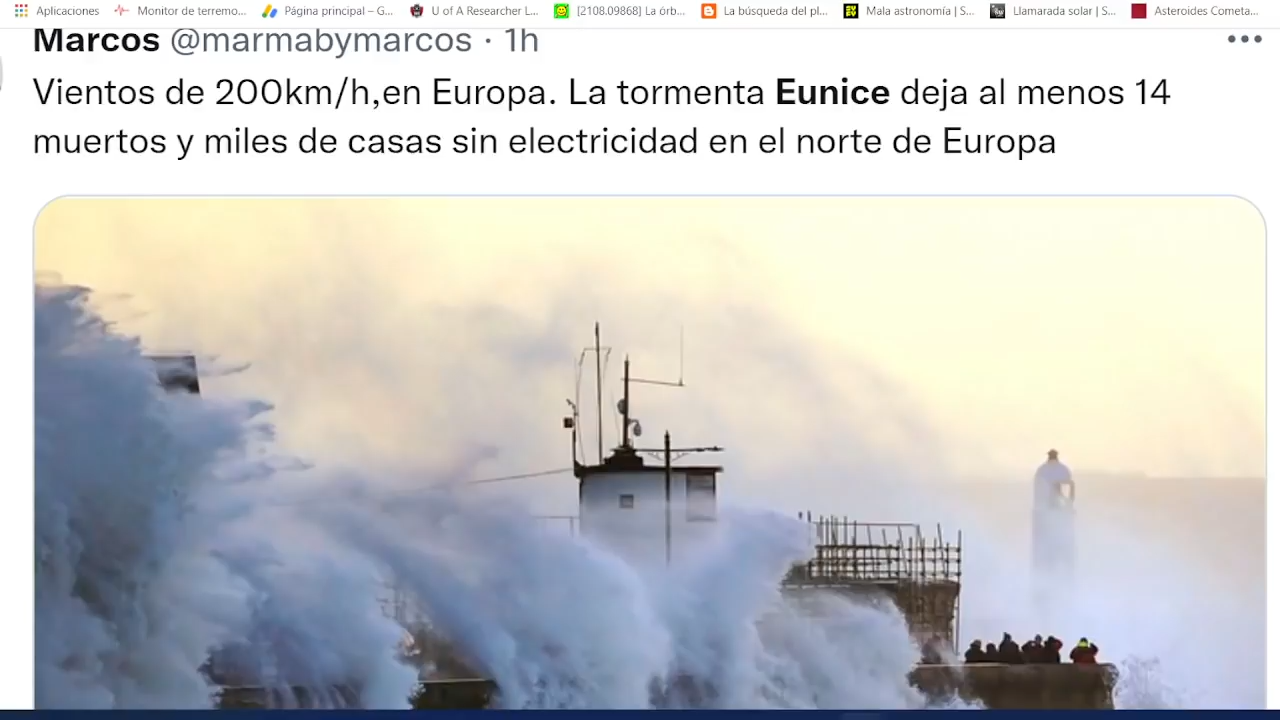 Aplicaciones Monitor de terremo... Página principal – G... U of A Researcher L... [2108.09868] La órb... La búsqueda del pl... Mala astronomía | S... Llamarada solar | S... Asteroides Cometa...
Marcos @marmabymarcos · 1h
Vientos de 200km/h,en Europa. La tormenta Eunice deja al menos 14
muertos y miles de casas sin electricidad en el norte de Europa